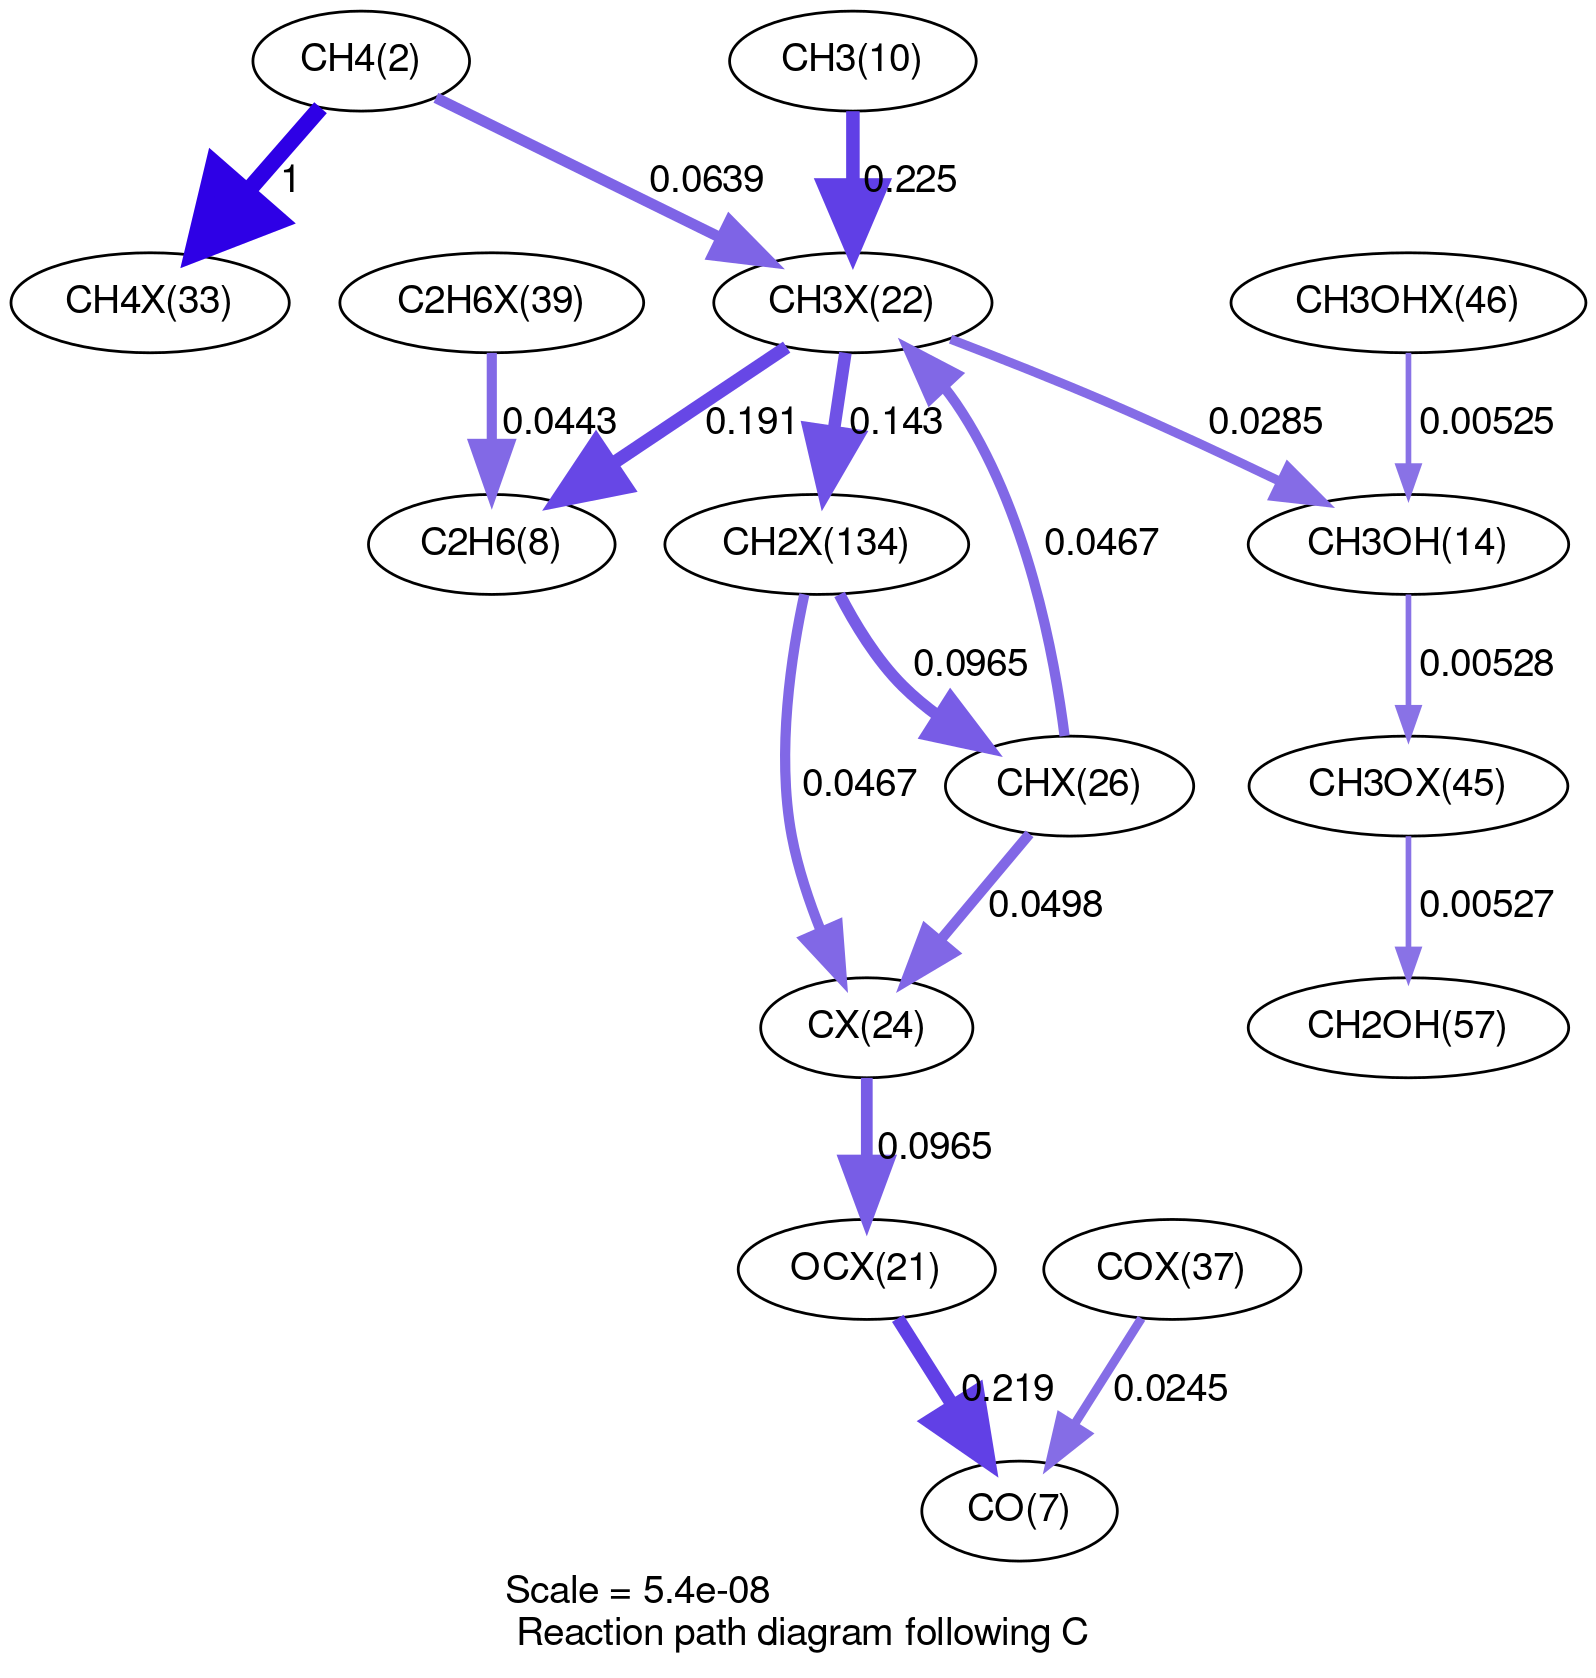 CH4(2)
CH3(10)
1
0.0639
0.225
CH4X(33)
C2H6X(39)
CH3X(22)
CH3OHX(46)
0.0443
0.191
0.143
0.0285
0.00525
C2H6(8)
CH2X(134)
0.0467
CH3OH(14)
0.0965
0.00528
0.0467
CHX(26)
CH3OX(45)
0.0498
0.00527
CX(24)
CH2OH(57)
0.0965
OCX(21)
COX(37)
0.219
0.0245
CO(7)
Scale = 5.4e-08
Reaction path diagram following C